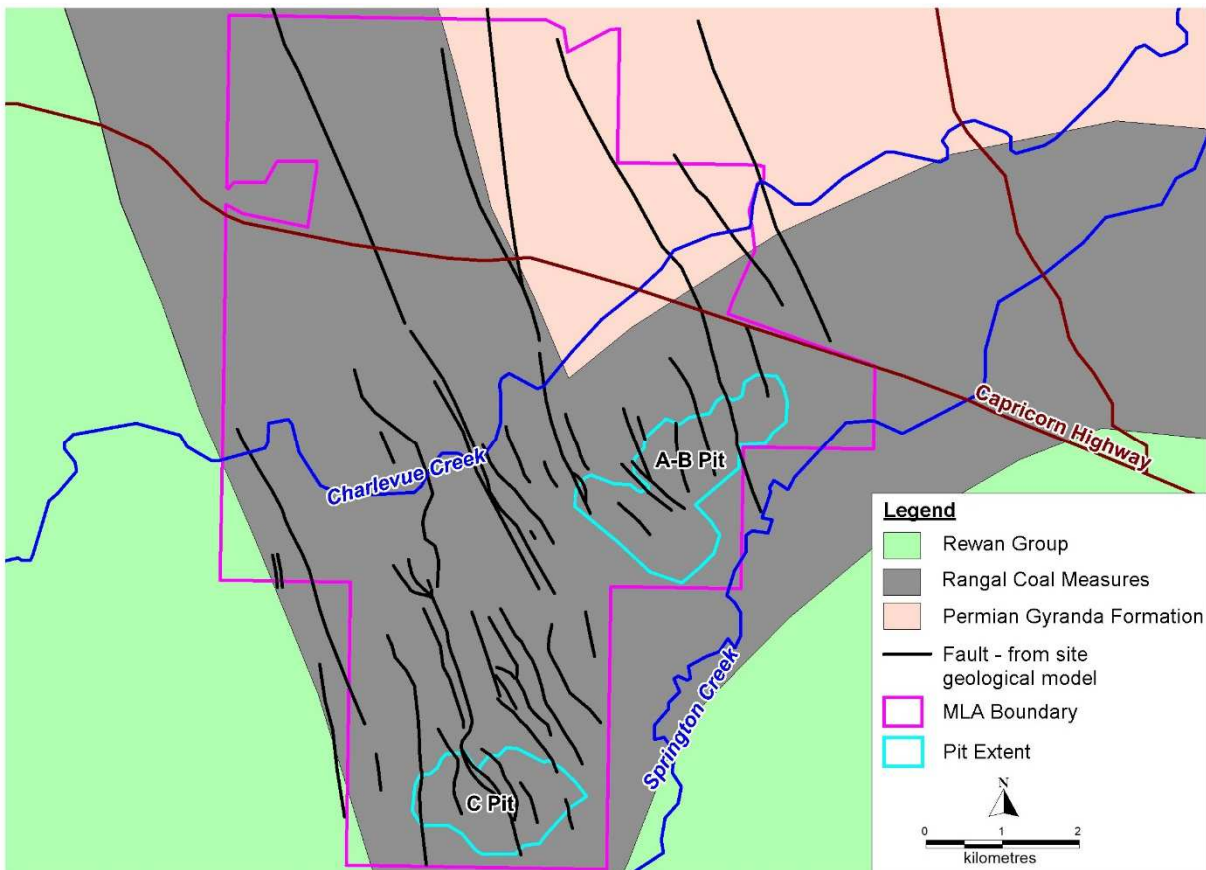 Capricorn Highway
A-B Pit
Charlevue Creek
Springton Creek
C Pit
Legend
Rewan Group
Rangal Coal Measures
Permian Gyranda Formation
Fault - from site
geological model
MLA Boundary
Pit Extent
N
0 1 2
kilometres